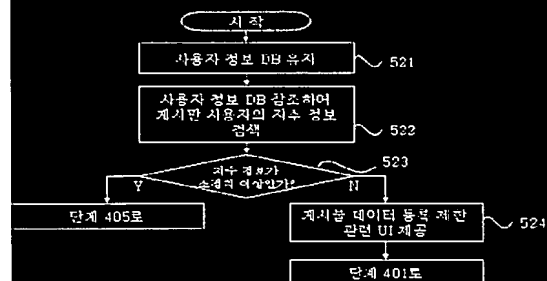 시 작
사용자 정보 DB 유지
521
사용자 정보 DB 참조하여
게시판 사용자의 지수 정보
검색
522
지수 정보가
소정치 이상인가?
523
Y
N
단계 405로
게시물 데이터 등록 제한
관련 UI 제공
524
단계 401로